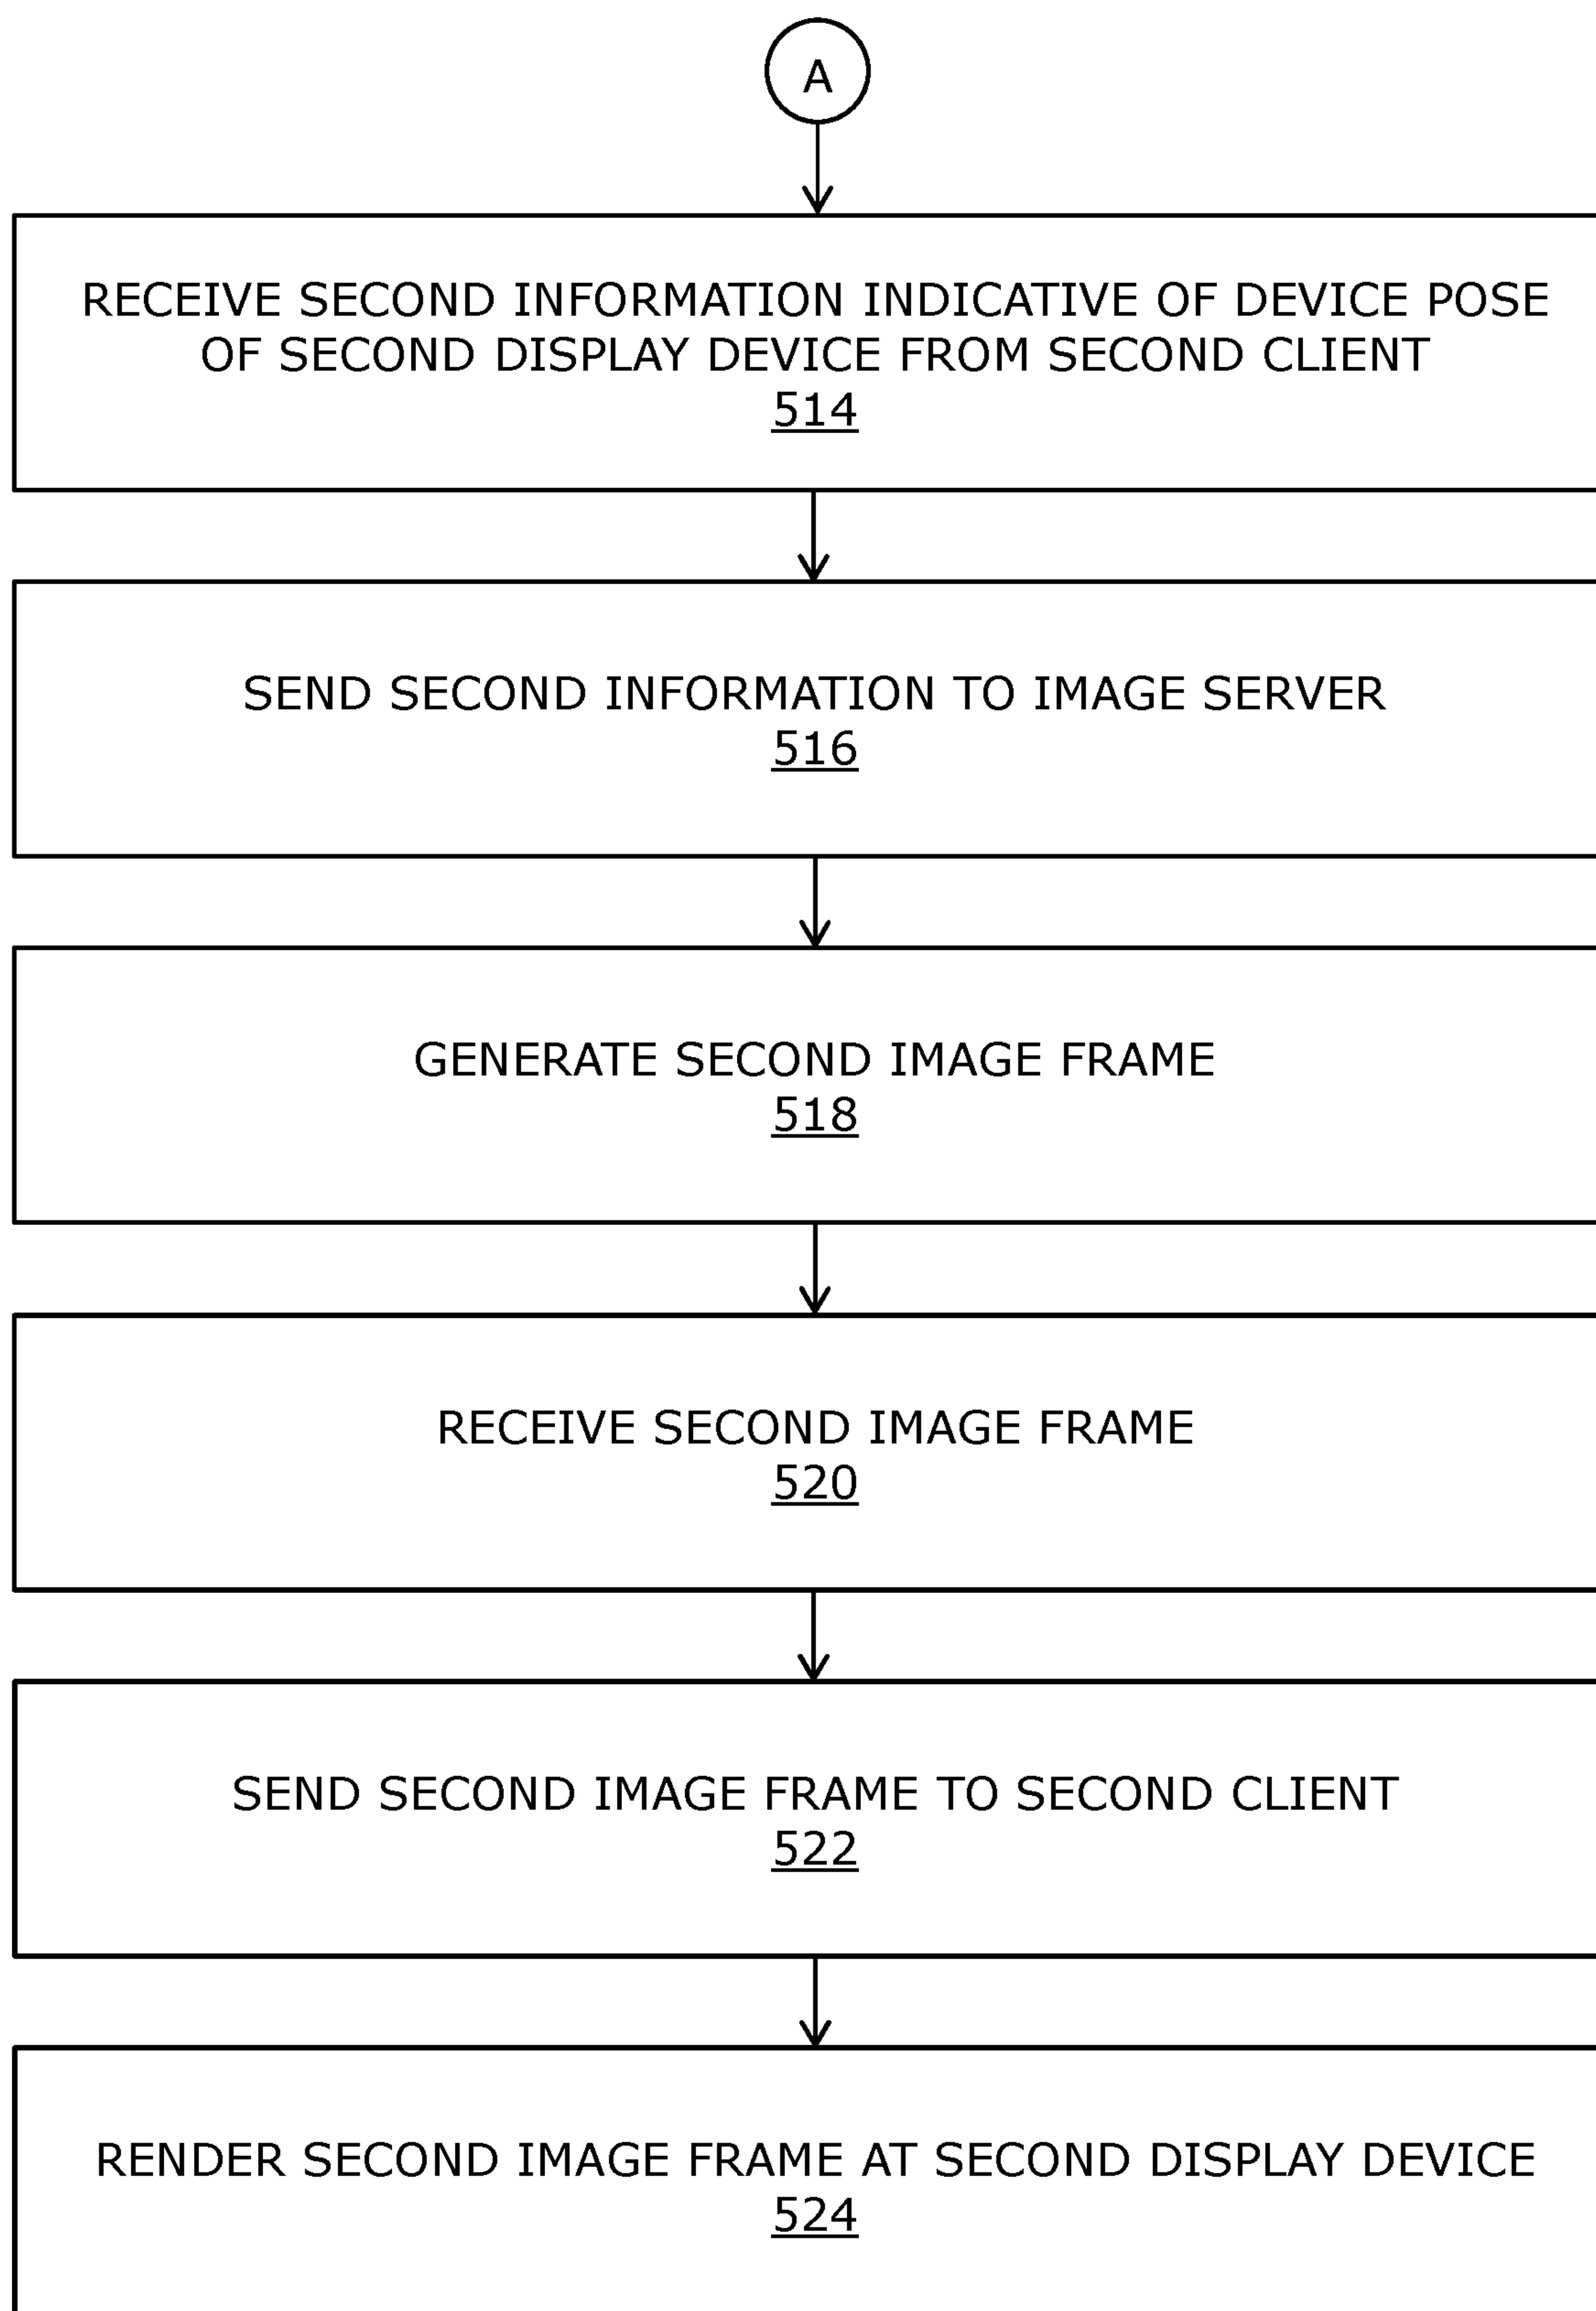 A
RECEIVE SECOND INFORMATION INDICATIVE OF DEVICE POSE
OF SECOND DISPLAY DEVICE FROM SECOND CLIENT
514
SEND SECOND INFORMATION TO IMAGE SERVER
516
GENERATE SECOND IMAGE FRAME
518
RECEIVE SECOND IMAGE FRAME
520
SEND SECOND IMAGE FRAME TO SECOND CLIENT
522
RENDER SECOND IMAGE FRAME AT SECOND DISPLAY DEVICE
524